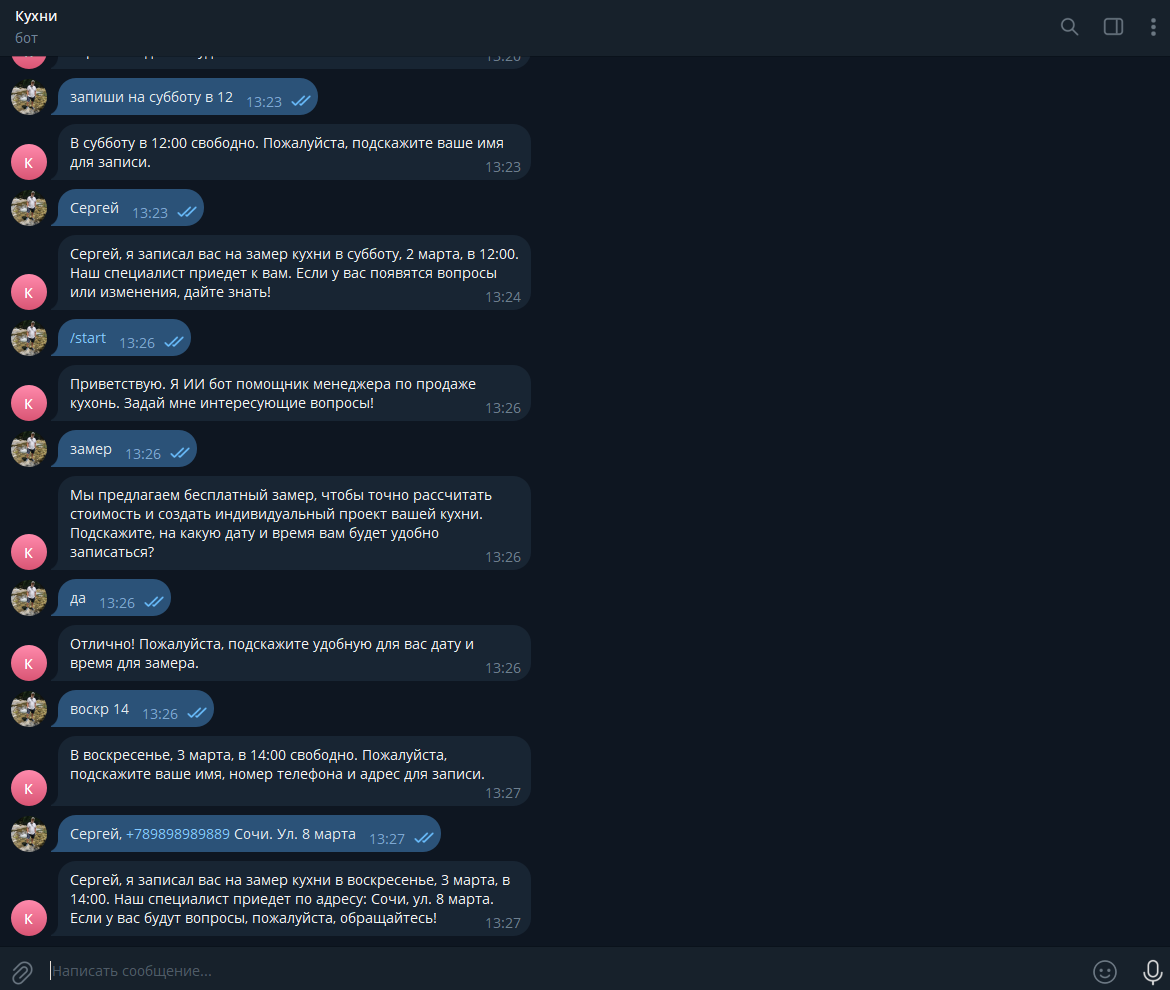 Кухни
бот
13:20
запиши на субботу в 12 13:23
В субботу в 12:00 свободно. Пожалуйста, подскажите ваше имя
для записи.
13:23
К
Сергей 13:23
Сергей, я записал вас на замер кухни в субботу, 2 марта, в 12:00.
Наш специалист приедет к вам. Если у вас появятся вопросы
или изменения, дайте знать!
13:24
К
/start 13:26
Приветствую. Я ИИ бот помощник менеджера по продаже
кухонь. Задай мне интересующие вопросы!
13:26
К
замер 13:26
Мы предлагаем бесплатный замер, чтобы точно рассчитать
стоимость и создать индивидуальный проект вашей кухни.
Подскажите, на какую дату и время вам будет удобно
записаться?
13:26
К
да 13:26
Отлично! Пожалуйста, подскажите удобную для вас дату и
время для замера.
13:26
К
воскр 14 13:26
В воскресенье, 3 марта, в 14:00 свободно. Пожалуйста,
подскажите ваше имя, номер телефона и адрес для записи.
13:27
К
Сергей, +789898989889 Сочи. Ул. 8 марта 13:27
Сергей, я записал вас на замер кухни в воскресенье, 3 марта, в
14:00. Наш специалист приедет по адресу: Сочи, ул. 8 марта.
Если у вас будут вопросы, пожалуйста, обращайтесь!
13:27
К
Написать сообщение...